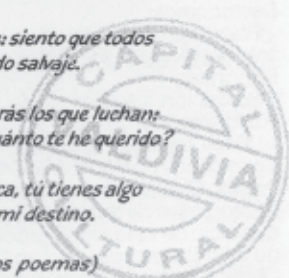 siento que todos
do salvaje.
rás los que luchan:
uánto te he querido?
ca, tú tienes algo
mi destino.
os poemas)
CAPITAL
VALDIVIA
CULTURAL